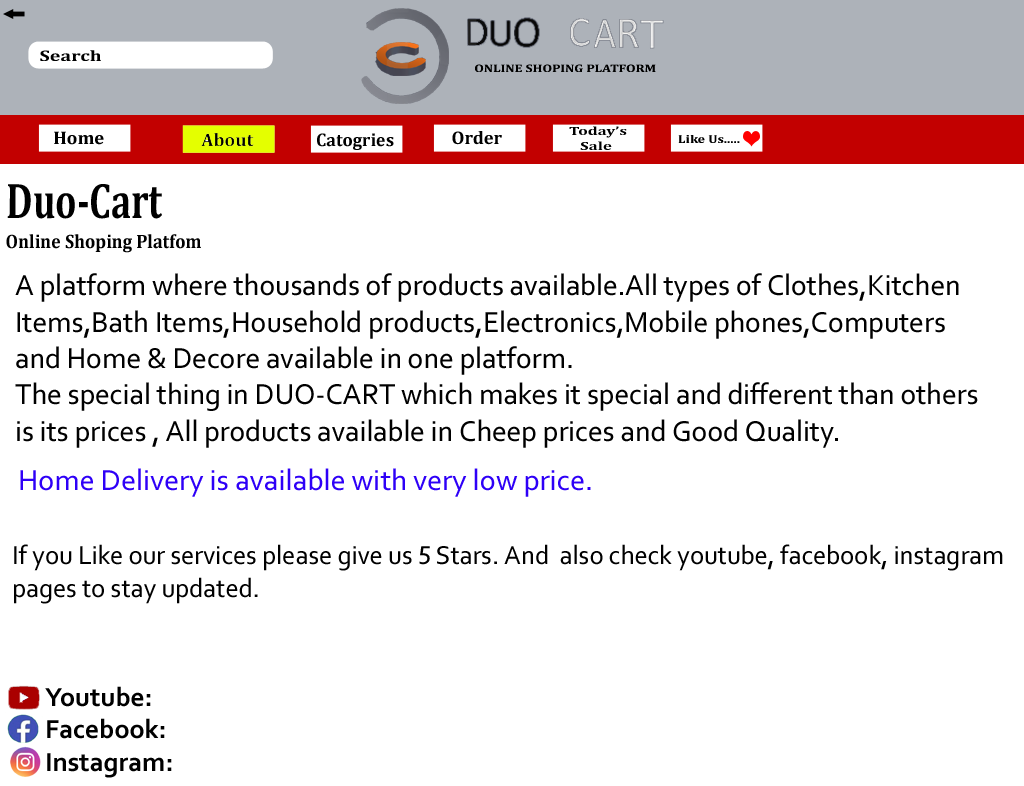 DUO CART
Search
ONLINE SHOPING PLATFORM
Home
About
Catogries
Order
Today's
Sale
Like Us.....
Duo-Cart
Online Shoping Platfom
A platform where thousands of products available.All types of Clothes,Kitchen
Items,Bath Items,Household products,Electronics,Mobile phones,Computers
and Home & Decore available in one platform.
The special thing in DUO-CART which makes it special and different than others
is its prices , All products available in Cheep prices and Good Quality.
Home Delivery is available with very low price.
If you Like our services please give us 5 Stars. And  also check youtube, facebook, instagram
pages to stay updated.
Youtube:
Facebook:
Instagram: